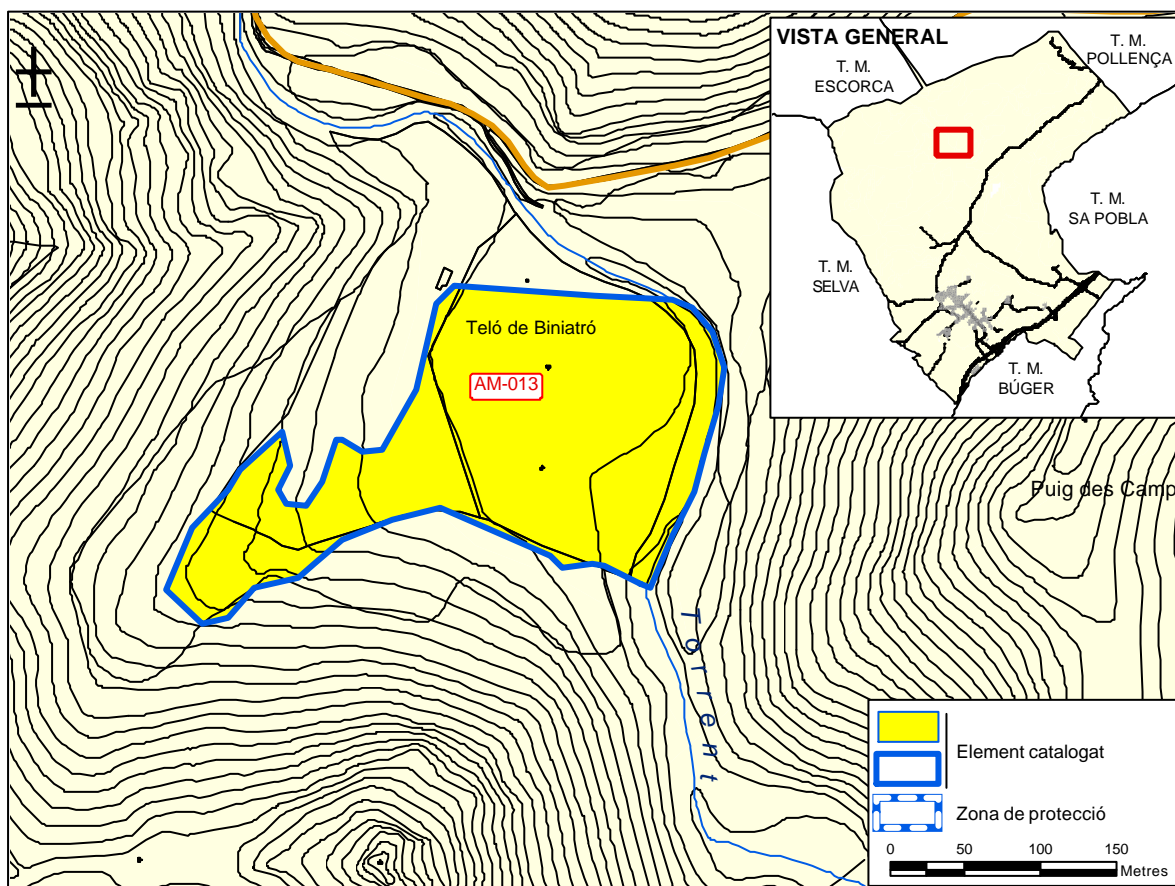 VISTA GENERAL
T. M.
POLLENÇA
T. M.
ESCORCA
T. M.
SA POBLA
T. M.
SELVA
T. M.
BÚGER
Teló de Biniatró
AM-013
Puig des Camp
Torrent
Element catalogat
Zona de protecció
0 50 100 150
Metres